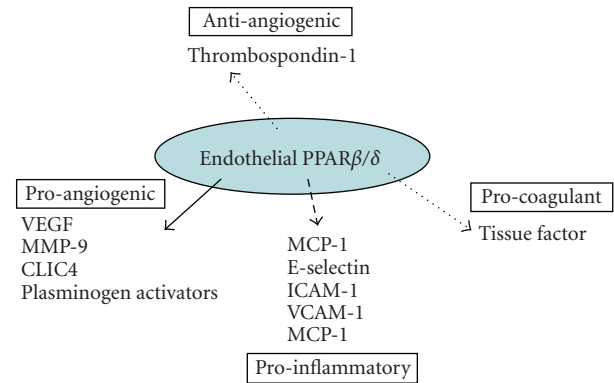 Anti-angiogenic
Thrombospondin-1
Endothelial PPARβ/δ
Pro-angiogenic
VEGF
MMP-9
CLIC4
Plasminogen activators
MCP-1
E-selectin
ICAM-1
VCAM-1
MCP-1
Pro-inflammatory
Pro-coagulant
Tissue factor